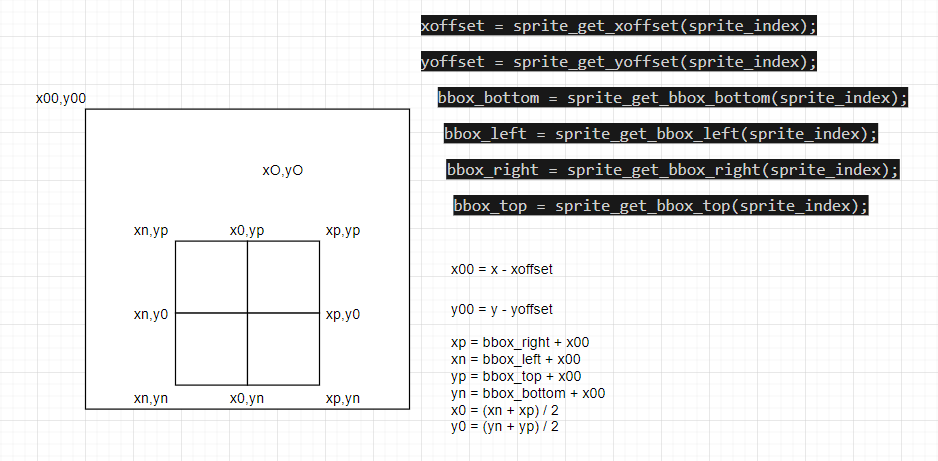 xoffset = sprite_get_xoffset(sprite_index);
yoffset = sprite_get_yoffset(sprite_index);
bbox_bottom = sprite_get_bbox_bottom(sprite_index);
bbox_left = sprite_get_bbox_left(sprite_index);
bbox_right = sprite_get_bbox_right(sprite_index);
bbox_top = sprite_get_bbox_top(sprite_index);
x00,y00
xO,yO
xn,yp
x0,yp
xp,yp
xn,y0
xp,y0
xn,yn
x0,yn
xp,yn
x00 = x - xoffset
y00 = y - yoffset
xp = bbox_right + x00
xn = bbox_left + x00
yp = bbox_top + x00
yn = bbox_bottom + x00
x0 = (xn + xp) / 2
y0 = (yn + yp) / 2